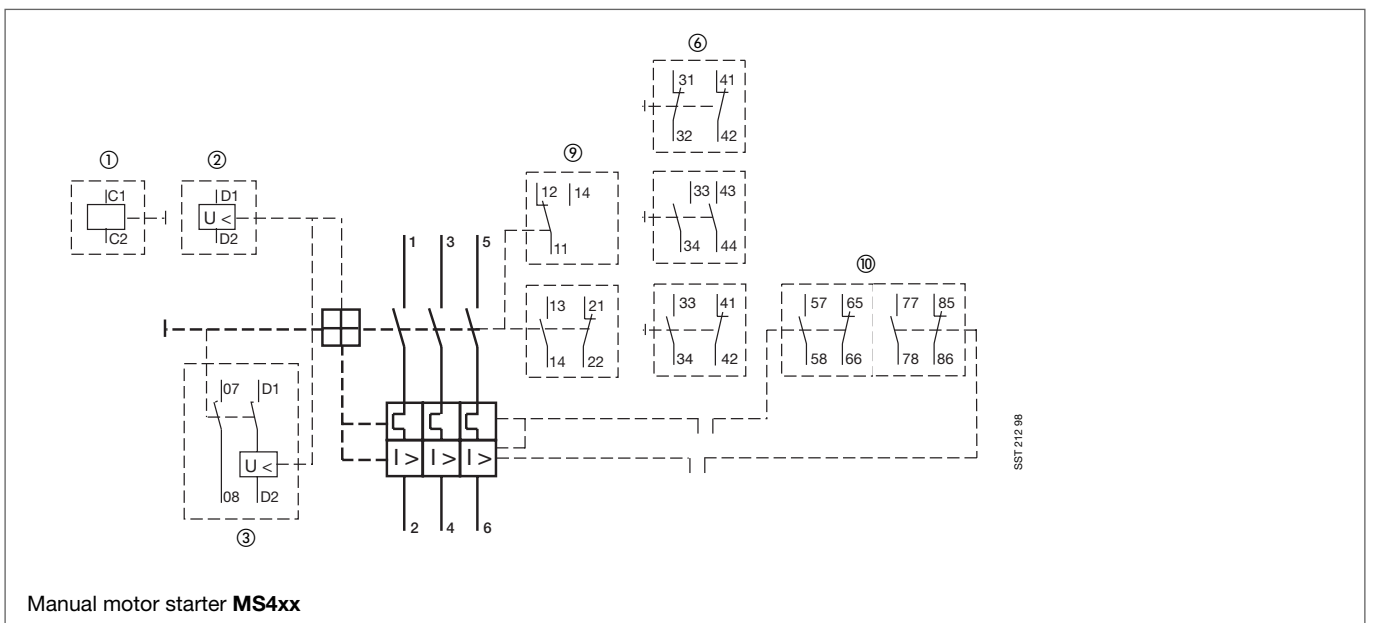 ⑥
31 41
32 42
① ② ⑨
C1 D1 12 14 33 43
U <
C2 D2 11 34 44
⑩
1 3 5
13 21 33 41 57 65 77 85
14 22 34 42 58 66 78 86
07 D1
U <
I > I > I >
08 D2
2 4 6
③
SST 212 98
Manual motor starter MS4xx